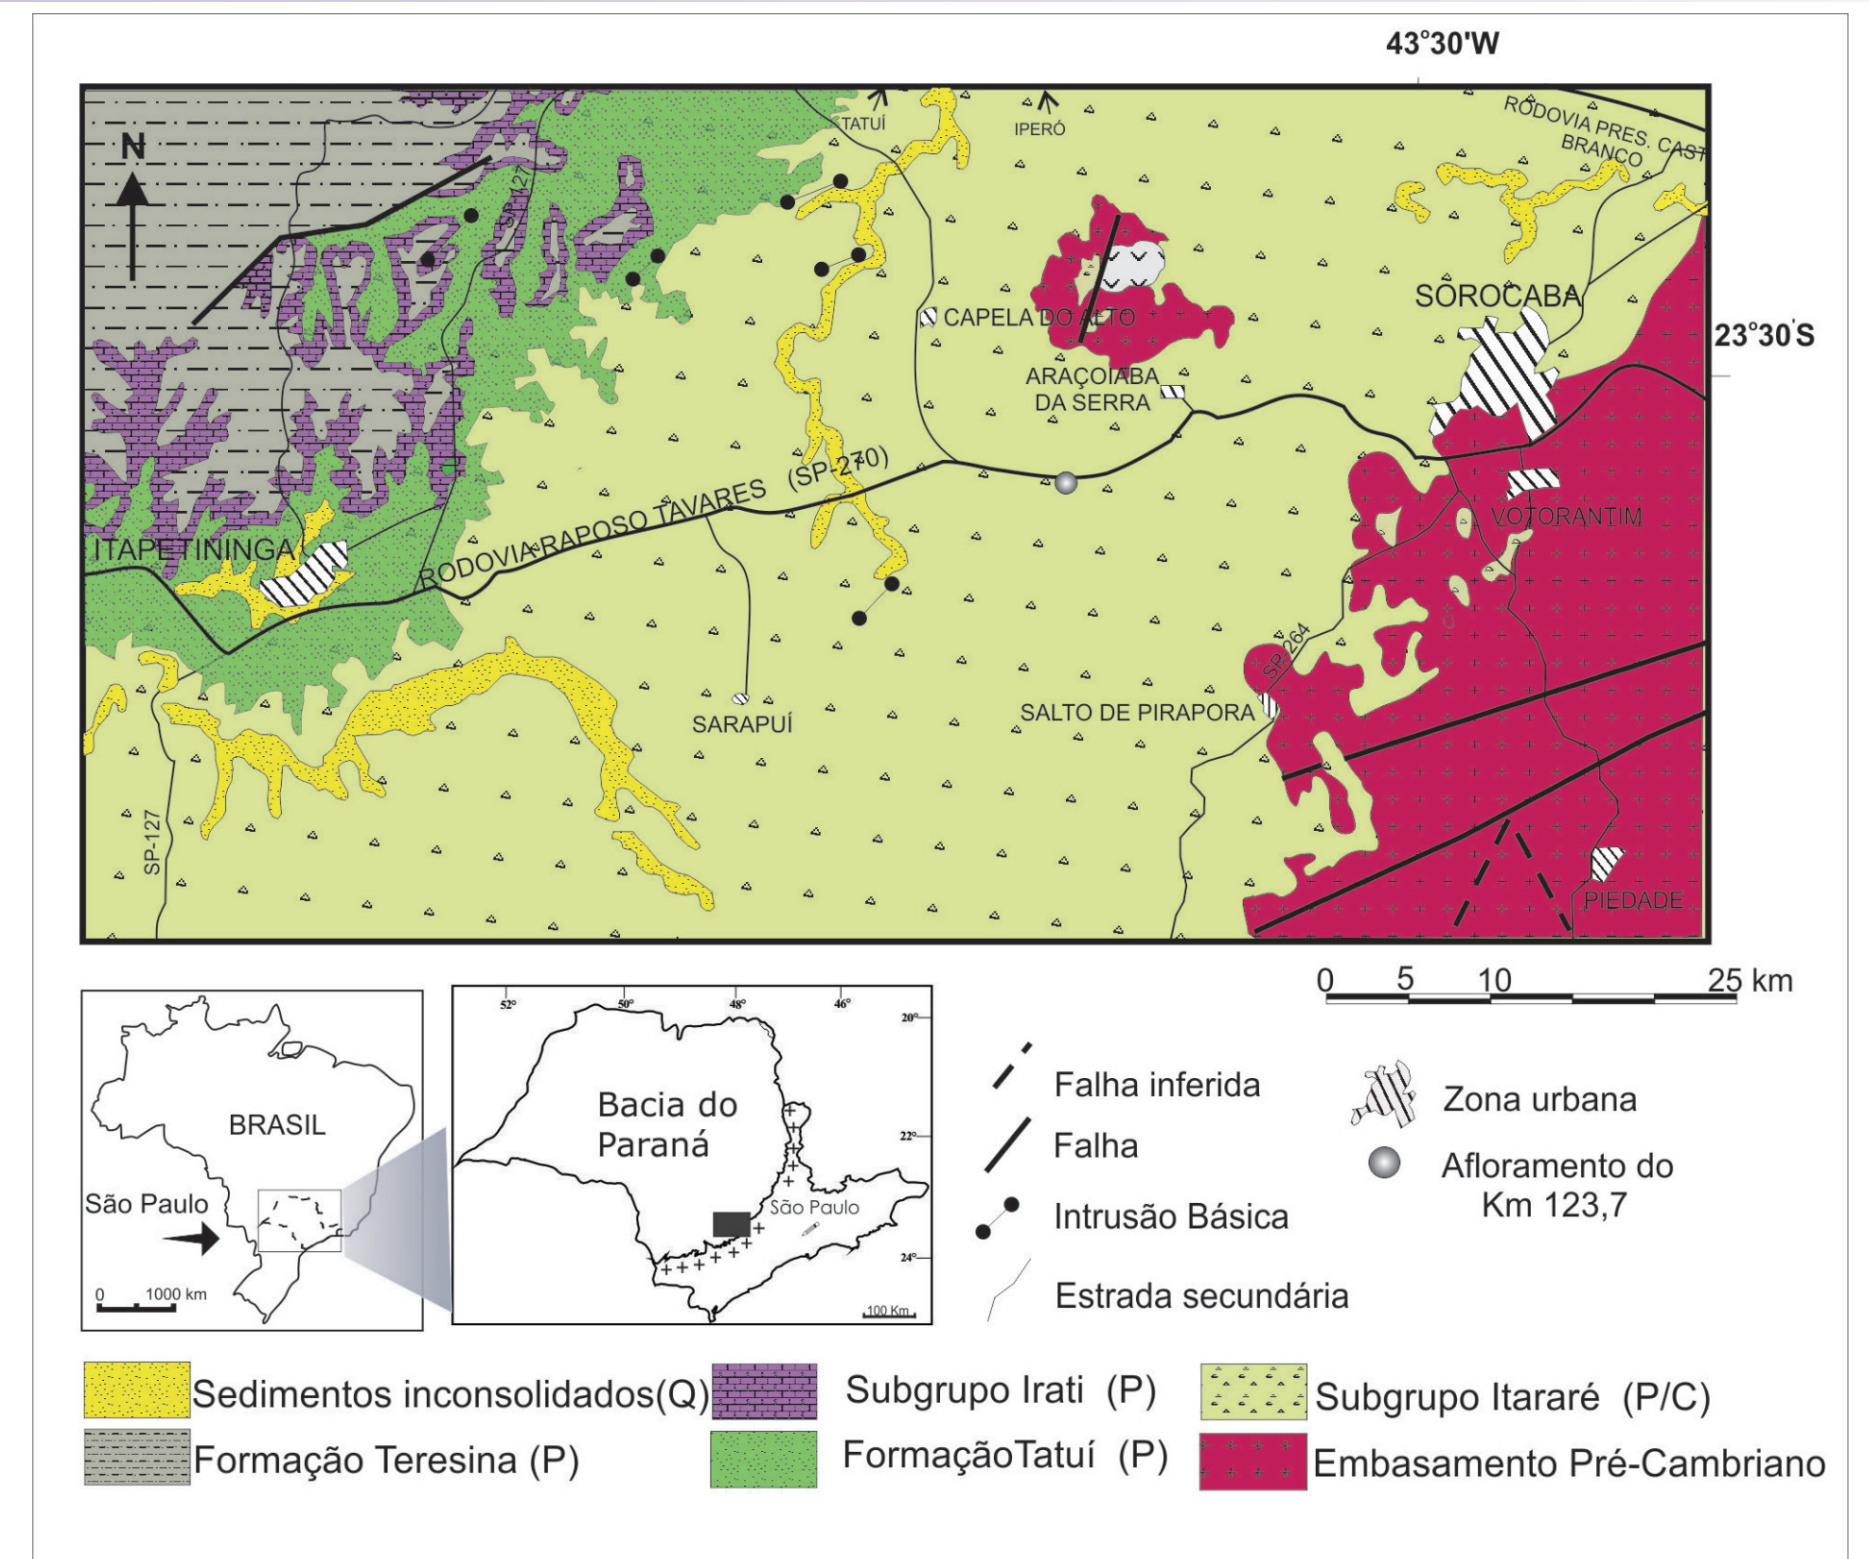 43°30'W
TATUÍ
IPERÓ
RODOVIA PRES. CAST
BRANCO
N
SP-127
SOROCABA
23°30'S
CAPELA DO ALTO
ARAÇOIABA
DA SERRA
RODOVIA RAPOSO TAVARES (SP-270)
VOTORANTIM
ITAPETININGA
SP-264
SALTO DE PIRAPORA
SARAPUÍ
SP-127
PIEDADE
0 5 10 25 km
52° 50° 48° 46°
20°
22°
24°
BRASIL
São Paulo
0 1000 km
Bacia do
Paraná
São Paulo
100 Km
Falha inferida
Falha
Intrusão Básica
Estrada secundária
Zona urbana
Afloramento do
Km 123,7
Sedimentos inconsolidados(Q)
Subgrupo Irati (P)
Subgrupo Itararé (P/C)
Formação Teresina (P)
FormaçãoTatuí (P)
Embasamento Pré-Cambriano